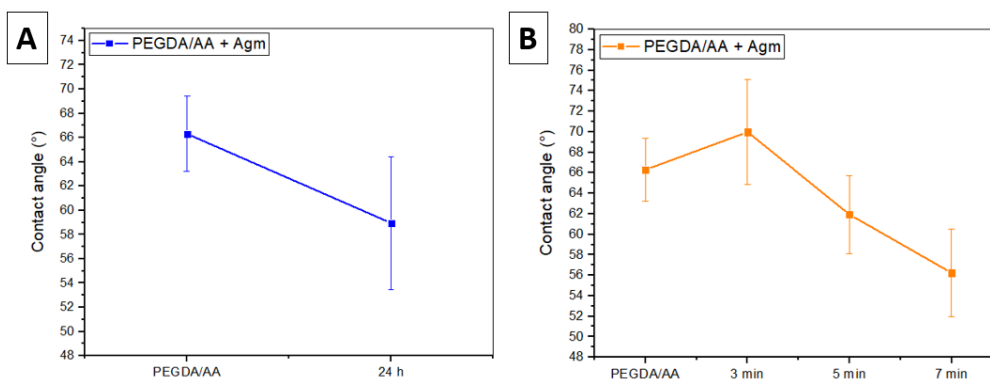 A
PEGDA/AA + Agm
Contact angle (°)
74
72
70
68
66
64
62
60
58
56
54
52
50
48
PEGDA/AA
24 h
B
PEGDA/AA + Agm
Contact angle (°)
80
78
76
74
72
70
68
66
64
62
60
58
56
54
52
50
48
PEGDA/AA
3 min
5 min
7 min